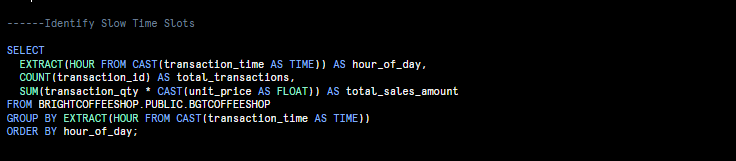 ------Identify Slow Time Slots
SELECT
EXTRACT(HOUR FROM CAST(transaction_time AS TIME)) AS hour_of_day,
COUNT(transaction_id) AS total_transactions,
SUM(transaction_qty * CAST(unit_price AS FLOAT)) AS total_sales_amount
FROM BRIGHTCOFFEESHOP.PUBLIC.BGTCOFFEESHOP
GROUP BY EXTRACT(HOUR FROM CAST(transaction_time AS TIME))
ORDER BY hour_of_day;